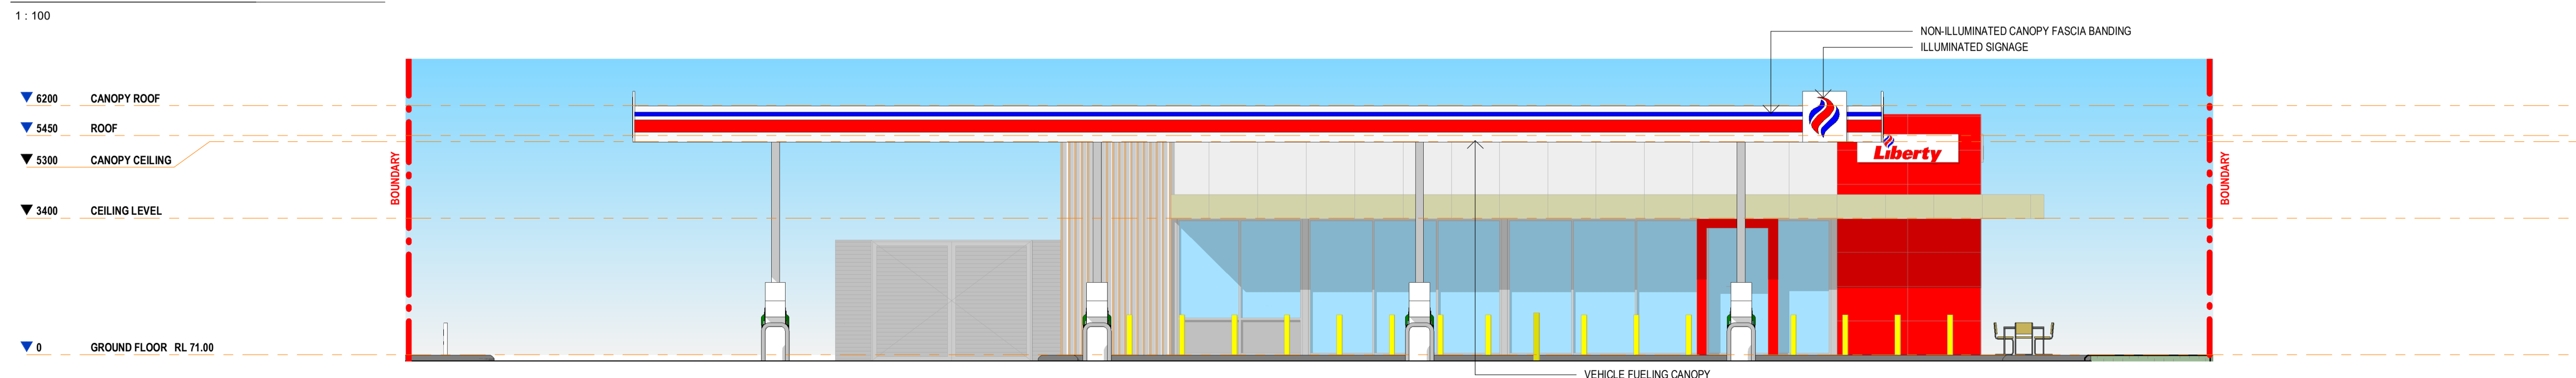 1 : 100
NON-ILLUMINATED CANOPY FASCIA BANDING
ILLUMINATED SIGNAGE
6200 CANOPY ROOF
5450 ROOF
5300 CANOPY CEILING
BOUNDARY
Liberty
BOUNDARY
3400 CEILING LEVEL
0 GROUND FLOOR RL 71.00
VEHICLE FUELING CANOPY